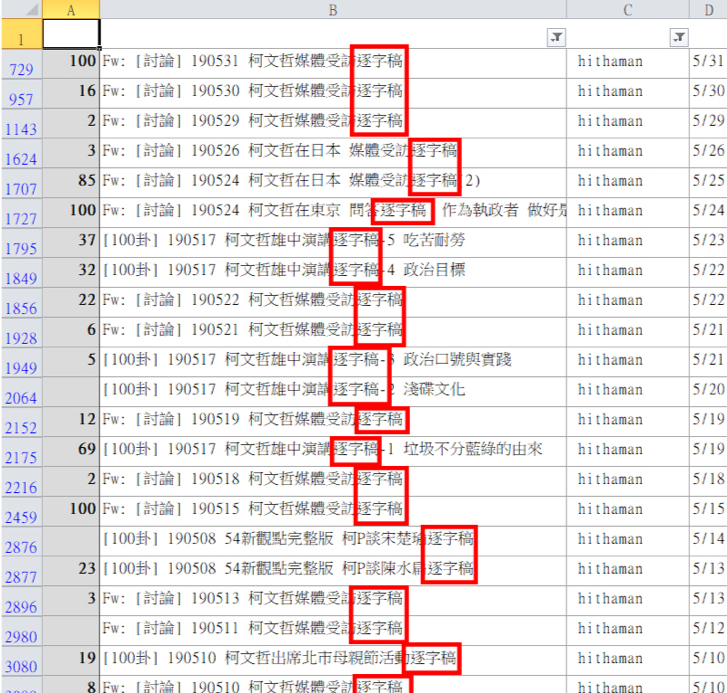 A B C D
1
729 100 Fw: [討論] 190531 柯文哲媒體受訪逐字稿 hithaman 5/31
957 16 Fw: [討論] 190530 柯文哲媒體受訪逐字稿 hithaman 5/30
1143 2 Fw: [討論] 190529 柯文哲媒體受訪逐字稿 hithaman 5/29
1624 3 Fw: [討論] 190526 柯文哲在日本 媒體受訪逐字稿 hithaman 5/26
1707 85 Fw: [討論] 190524 柯文哲在日本 媒體受訪逐字稿(2) hithaman 5/25
1727 100 Fw: [討論] 190524 柯文哲在東京 問答逐字稿 作為執政者 做好是 hithaman 5/24
1795 37 [100卦] 190517 柯文哲雄中演講逐字稿-5 吃苦耐勞 hithaman 5/23
1849 32 [100卦] 190517 柯文哲雄中演講逐字稿-4 政治目標 hithaman 5/22
1856 22 Fw: [討論] 190522 柯文哲媒體受訪逐字稿 hithaman 5/22
1928 6 Fw: [討論] 190521 柯文哲媒體受訪逐字稿 hithaman 5/21
1949 5 [100卦] 190517 柯文哲雄中演講逐字稿-3 政治口號與實踐 hithaman 5/21
2064 [100卦] 190517 柯文哲雄中演講逐字稿-2 淺碟文化 hithaman 5/20
2152 12 Fw: [討論] 190519 柯文哲媒體受訪逐字稿 hithaman 5/19
2175 69 [100卦] 190517 柯文哲雄中演講逐字稿-1 垃圾不分藍綠的由來 hithaman 5/19
2216 2 Fw: [討論] 190518 柯文哲媒體受訪逐字稿 hithaman 5/18
2459 100 Fw: [討論] 190515 柯文哲媒體受訪逐字稿 hithaman 5/15
2876 [100卦] 190508 54新觀點完整版 柯P談宋楚瑜逐字稿 hithaman 5/14
2877 23 [100卦] 190508 54新觀點完整版 柯P談陳水扁逐字稿 hithaman 5/13
2896 3 Fw: [討論] 190513 柯文哲媒體受訪逐字稿 hithaman 5/13
2980 Fw: [討論] 190511 柯文哲媒體受訪逐字稿 hithaman 5/12
3080 19 [100卦] 190510 柯文哲出席北市母親節活動逐字稿 hithaman 5/10
8 Fw: [討論] 190510 柯文哲媒體受訪逐字稿 hithaman 5/10